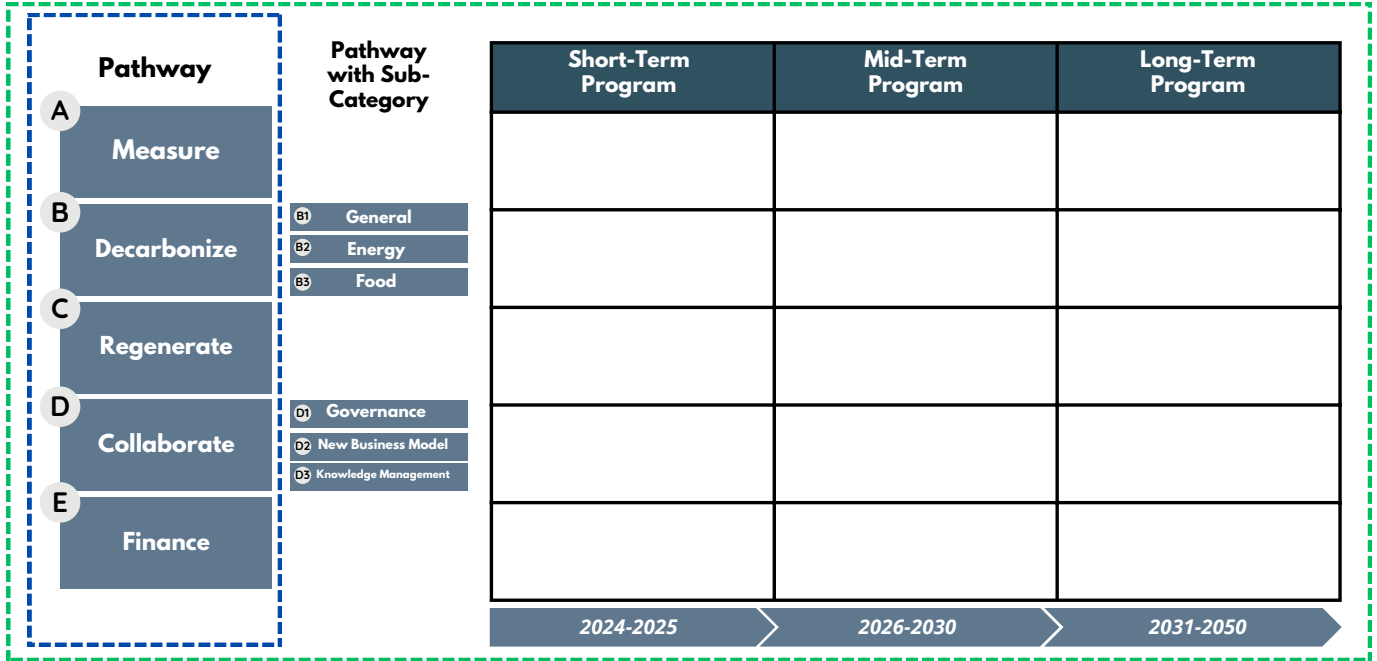 Pathway
Pathway
with Sub-
Category
Short-Term
Program
Mid-Term
Program
Long-Term
Program
A
Measure
B
Decarbonize
B1 General
B2 Energy
B3 Food
C
Regenerate
D
Collaborate
D1 Governance
D2 New Business Model
D3 Knowledge Management
E
Finance
2024-2025
2026-2030
2031-2050